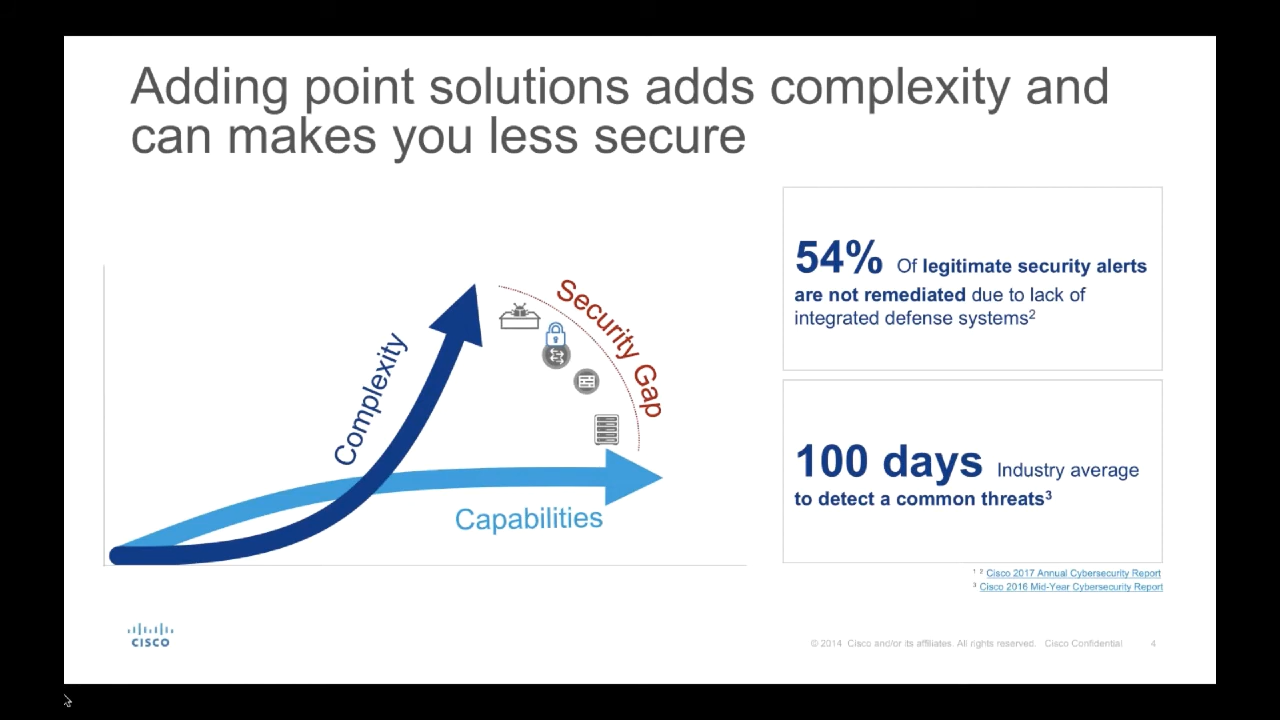 Adding point solutions adds complexity and
can makes you less secure
Complexity
Security Gap
Capabilities
54% Of legitimate security alerts
are not remediated due to lack of
integrated defense systems2
100 days Industry average
to detect a common threats3
1 2 Cisco 2017 Annual Cybersecurity Report
3 Cisco 2016 Mid-Year Cybersecurity Report
CISCO
© 2014 Cisco and/or its affiliates. All rights reserved. Cisco Confidential 4